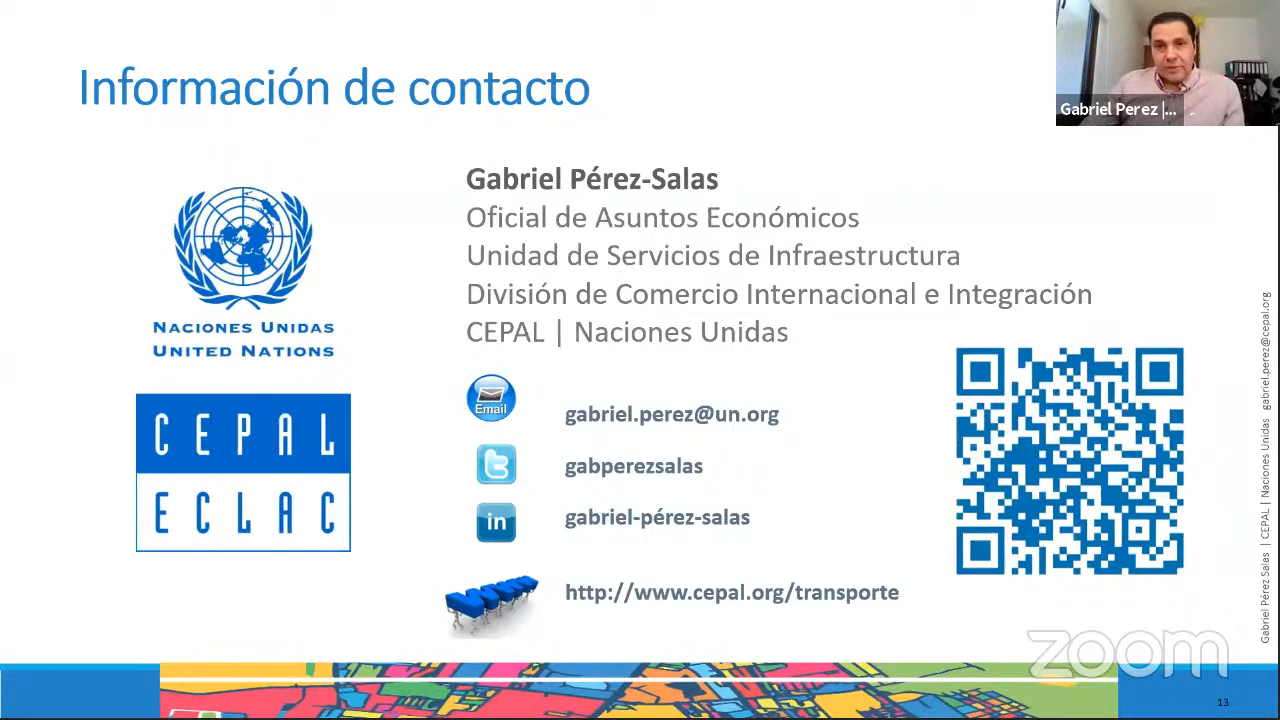 Información de contacto
Gabriel Perez |...
Gabriel Pérez-Salas
Oficial de Asuntos Económicos
Unidad de Servicios de Infraestructura
División de Comercio Internacional e Integración
CEPAL | Naciones Unidas
NACIONES UNIDAS
UNITED NATIONS
CEPAL
ECLAC
Email
gabriel.perez@un.org
gabperezsalas
in
gabriel-pérez-salas
www
http://www.cepal.org/transporte
Gabriel Pérez Salas | CEPAL | Naciones Unidas gabriel.perez@cepal.org
zoom
13